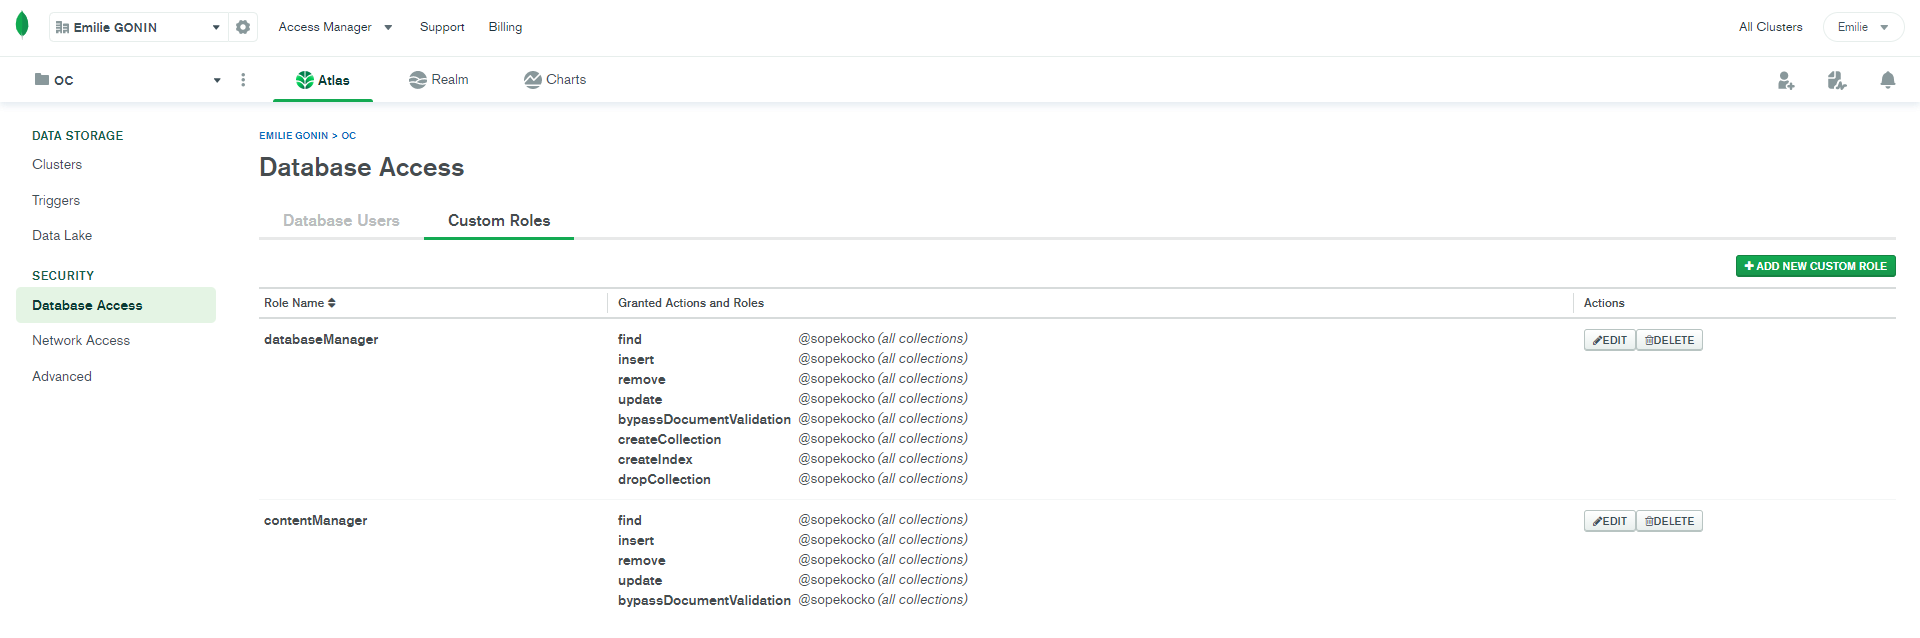 Emilie GONIN Access Manager Support Billing All Clusters Emilie
OC Atlas Realm Charts
DATA STORAGE
Clusters
Triggers
Data Lake
SECURITY
Database Access
Network Access
Advanced
EMILIE GONIN > OC
Database Access
Database Users Custom Roles
ADD NEW CUSTOM ROLE
Role Name Granted Actions and Roles Actions
databaseManager find @sopekocko (all collections) EDIT DELETE
insert @sopekocko (all collections)
remove @sopekocko (all collections)
update @sopekocko (all collections)
bypassDocumentValidation @sopekocko (all collections)
createCollection @sopekocko (all collections)
createIndex @sopekocko (all collections)
dropCollection @sopekocko (all collections)
contentManager find @sopekocko (all collections) EDIT DELETE
insert @sopekocko (all collections)
remove @sopekocko (all collections)
update @sopekocko (all collections)
bypassDocumentValidation @sopekocko (all collections)